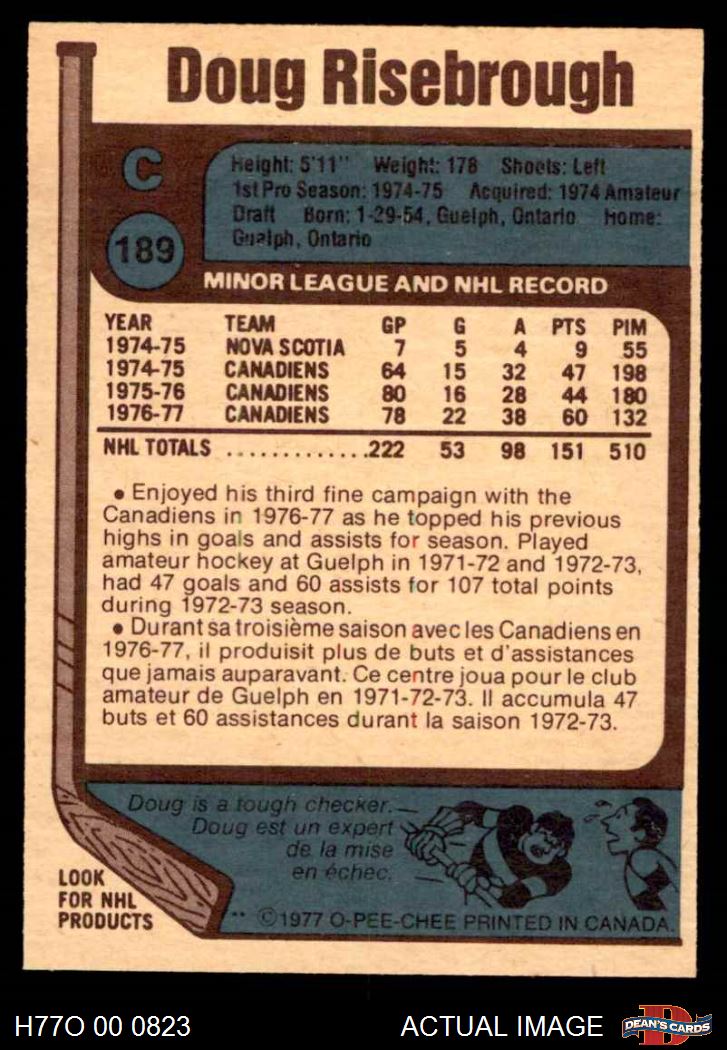 Doug Risebrough
C
189
Height: 5'11" Weight: 178 Shoots: Left
1st Pro Season: 1974-75 Acquired: 1974 Amateur
Draft Born: 1-29-54, Guelph, Ontario Home:
Guelph, Ontario
MINOR LEAGUE AND NHL RECORD
YEAR TEAM GP G A PTS PIM
1974-75 NOVA SCOTIA 7 5 4 9 55
1974-75 CANADIENS 64 15 32 47 198
1975-76 CANADIENS 80 16 28 44 180
1976-77 CANADIENS 78 22 38 60 132
NHL TOTALS .............222 53 98 151 510
• Enjoyed his third fine campaign with the
Canadiens in 1976-77 as he topped his previous
highs in goals and assists for season. Played
amateur hockey at Guelph in 1971-72 and 1972-73,
had 47 goals and 60 assists for 107 total points
during 1972-73 season.
• Durant sa troisième saison avec les Canadiens en
1976-77, il produisit plus de buts et d'assistances
que jamais auparavant. Ce centre joua pour le club
amateur de Guelph en 1971-72-73. Il accumula 47
buts et 60 assistances durant la saison 1972-73.
Doug is a tough checker.
Doug est un expert
de la mise
en échec.
LOOK
FOR NHL
PRODUCTS
** ©1977 O-PEE-CHEE PRINTED IN CANADA.
H77O 00 0823
ACTUAL IMAGE
D
DEAN'S CARDS